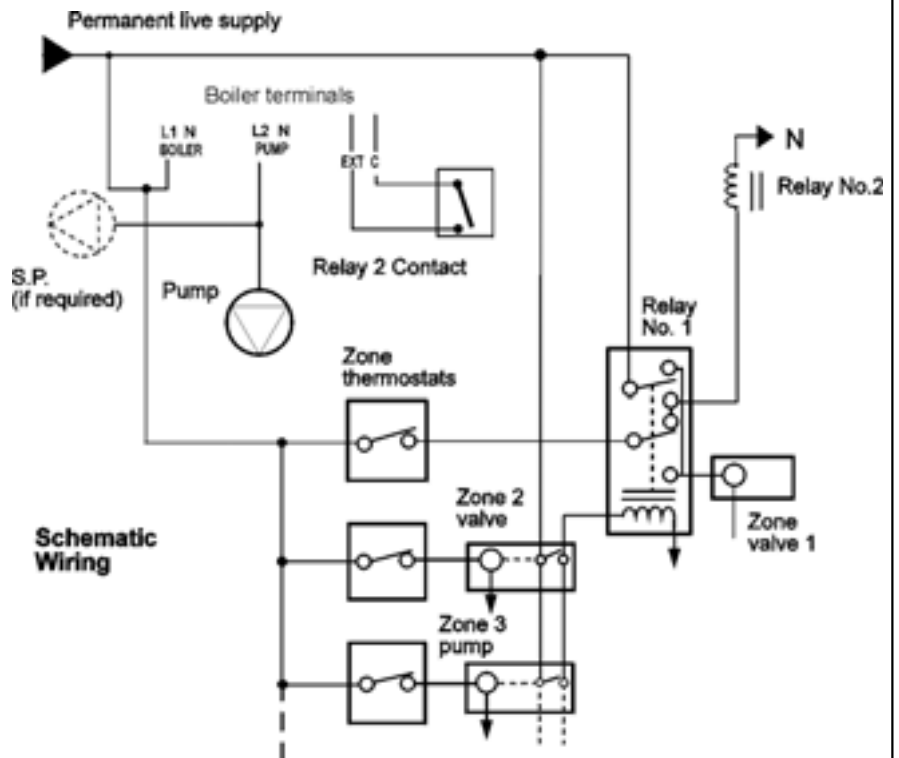 Permanent live supply
Boiler terminals
L1 N
BOILER
L2 N
PUMP
EXT C
N
Relay No.2
S.P.
(if required)
Pump
Relay 2 Contact
Relay
No. 1
Zone
thermostats
Zone 2
valve
Zone
valve 1
Schematic
Wiring
Zone 3
pump